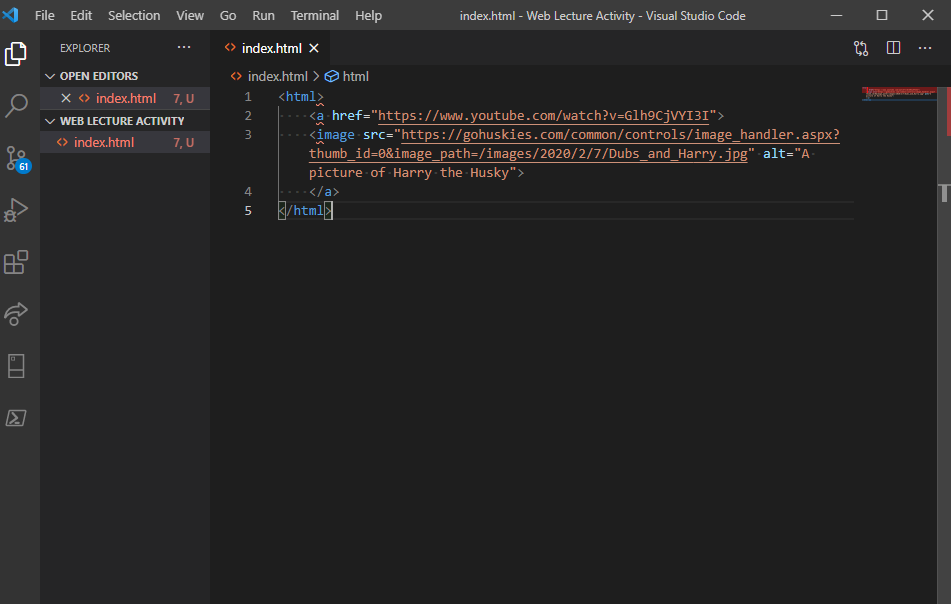 File Edit Selection View Go Run Terminal Help index.html - Web Lecture Activity - Visual Studio Code
EXPLORER ···
index.html
OPEN EDITORS
index.html 7, U
WEB LECTURE ACTIVITY
index.html 7, U
61
index.html > html
1 <html>
2 <a href="https://www.youtube.com/watch?v=Glh9CjVYI3I">
3 <image src="https://gohuskies.com/common/controls/image_handler.aspx?
thumb_id=0&image_path=/images/2020/2/7/Dubs_and_Harry.jpg" alt="A
picture of Harry the Husky">
4 </a>
5 </html>